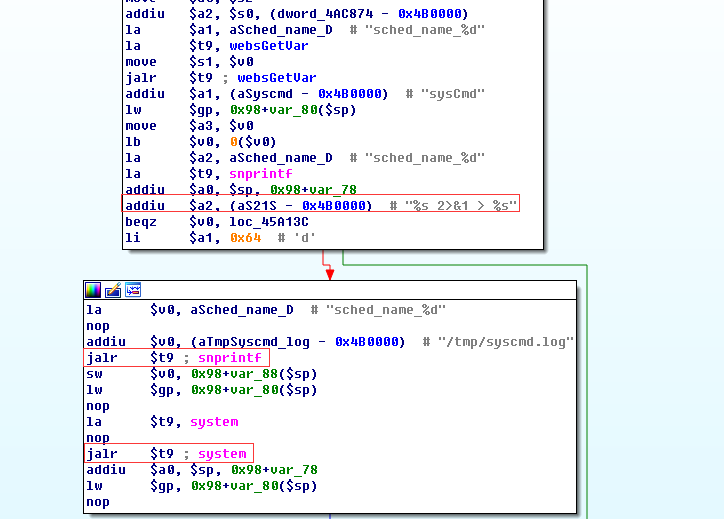 addiu $a2, $s0, (dword_4AC874 - 0x4B0000)
la $a1, aSched_name_D # "sched_name_%d"
la $t9, websGetVar
move $s1, $v0
jalr $t9 ; websGetVar
addiu $a1, (aSyscmd - 0x4B0000) # "sysCmd"
lw $gp, 0x98+var_80($sp)
move $a3, $v0
lb $v0, 0($v0)
la $a2, aSched_name_D # "sched_name_%d"
la $t9, snprintf
addiu $a0, $sp, 0x98+var_78
addiu $a2, (aS21S - 0x4B0000) # "%s 2>&1 > %s"
beqz $v0, loc_45A13C
li $a1, 0x64 # 'd'
la $v0, aSched_name_D # "sched_name_%d"
nop
addiu $v0, (aTmpSyscmd_log - 0x4B0000) # "/tmp/syscmd.log"
jalr $t9 ; snprintf
sw $v0, 0x98+var_88($sp)
lw $gp, 0x98+var_80($sp)
nop
la $t9, system
nop
jalr $t9 ; system
addiu $a0, $sp, 0x98+var_78
lw $gp, 0x98+var_80($sp)
nop